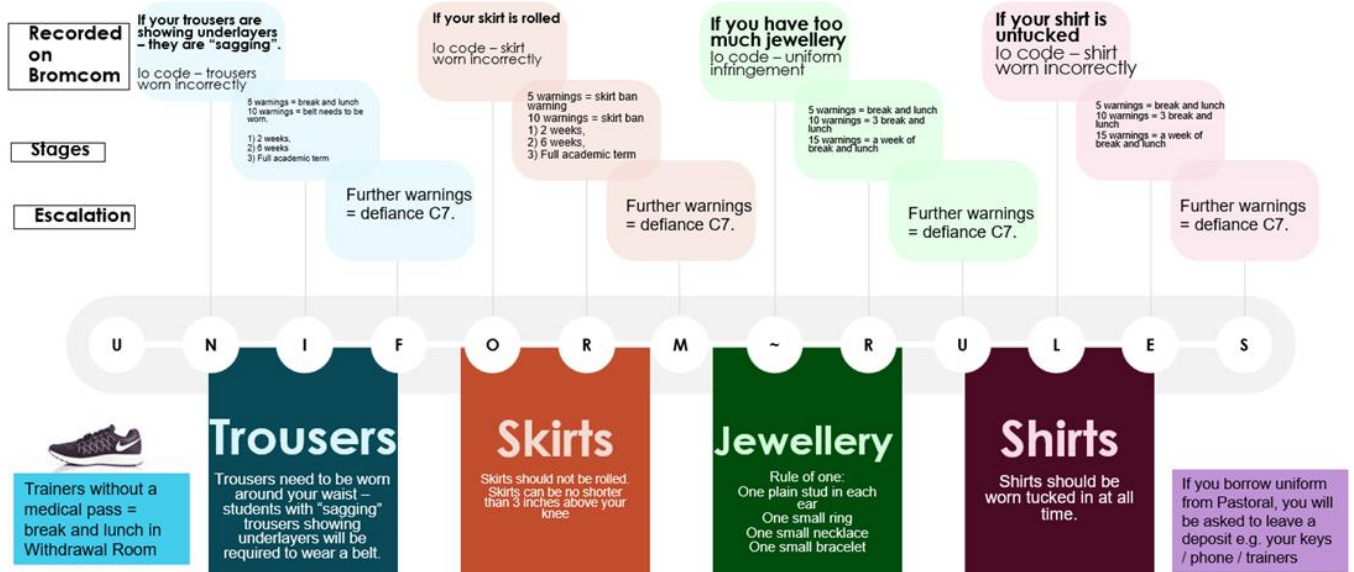 Recorded
on
Bromcom
If your trousers are
showing underlayers
– they are “sagging”.
lo code – trousers
worn incorrectly
5 warnings = break and lunch
10 warnings = belt needs to be
worn.
1) 2 weeks,
2) 6 weeks
3) Full academic term
Further warnings
= defiance C7.
If your skirt is rolled
lo code – skirt
worn incorrectly
5 warnings = skirt ban
warning
10 warnings = skirt ban
1) 2 weeks,
2) 6 weeks,
3) Full academic term
Further warnings
= defiance C7.
If you have too
much jewellery
lo code – uniform
infringement
5 warnings = break and lunch
10 warnings = 3 break and
lunch
15 warnings = a week of
break and lunch
Further warnings
= defiance C7.
If your shirt is
untucked
lo code – shirt
worn incorrectly
5 warnings = break and lunch
10 warnings = 3 break and
lunch
15 warnings = a week of
break and lunch
Further warnings
= defiance C7.
Stages
Escalation
U N I F O R M ~ R U L E S
Trainers without a
medical pass =
break and lunch in
Withdrawal Room
Trousers
Trousers need to be worn
around your waist –
students with “sagging”
trousers showing
underlayers will be
required to wear a belt.
Skirts
Skirts should not be rolled.
Skirts can be no shorter
than 3 inches above your
knee
Jewellery
Rule of one:
One plain stud in each
ear
One small ring
One small necklace
One small bracelet
Shirts
Shirts should be
worn tucked in at all
time.
If you borrow uniform
from Pastoral, you will
be asked to leave a
deposit e.g. your keys
/ phone / trainers